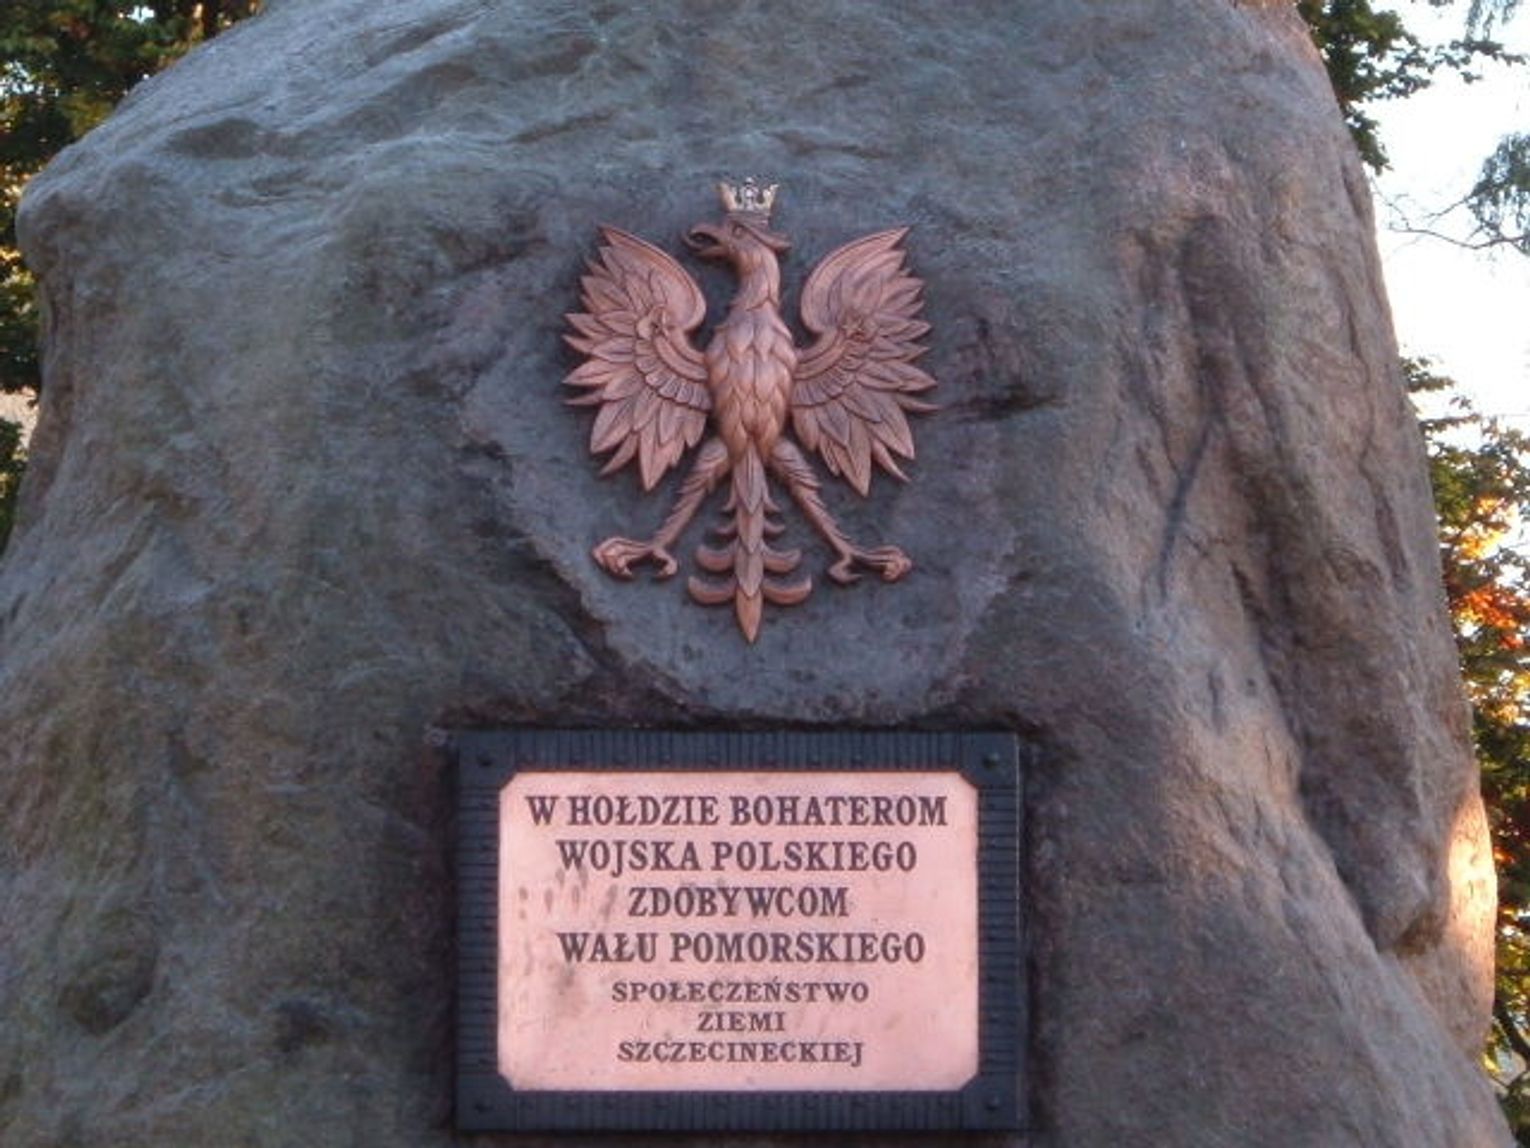 W HOŁDZIE BOHATEROM
WOJSKA POLSKIEGO
ZDOBYWCOM
WAŁU POMORSKIEGO
SPOŁECZEŃSTWO
ZIEMI
SZCZECINECKIEJ